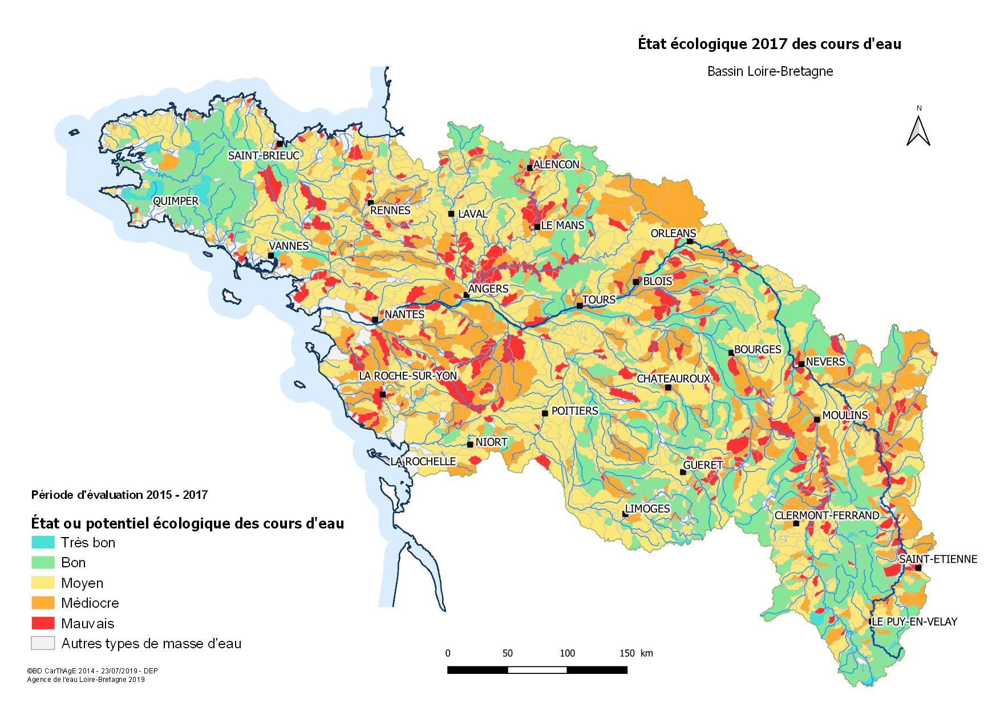 État écologique 2017 des cours d'eau
Bassin Loire-Bretagne
N
SAINT-BRIEUC
ALENCON
QUIMPER
RENNES
LAVAL
LE MANS
ORLEANS
VANNES
BLOIS
ANGERS
TOURS
NANTES
BOURGES
NEVERS
LA ROCHE-SUR-YON
CHATEAUROUX
POITIERS
MOULINS
NIORT
LA ROCHELLE
GUERET
LIMOGES
CLERMONT-FERRAND
SAINT-ETIENNE
LE PUY-EN-VELAY
Période d'évaluation 2015 - 2017
État ou potentiel écologique des cours d'eau
Très bon
Bon
Moyen
Médiocre
Mauvais
Autres types de masse d'eau
0 50 100 150 km
©BD CarThAgE 2014 - 23/07/2019 - DEP
Agence de l'eau Loire-Bretagne 2019